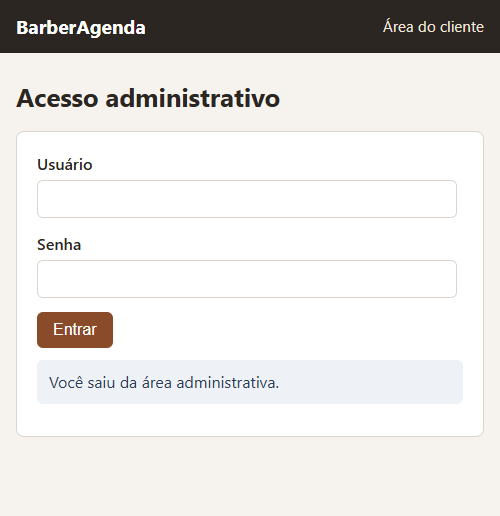 BarberAgenda
Área do cliente
Acesso administrativo
Usuário
Senha
Entrar
Você saiu da área administrativa.